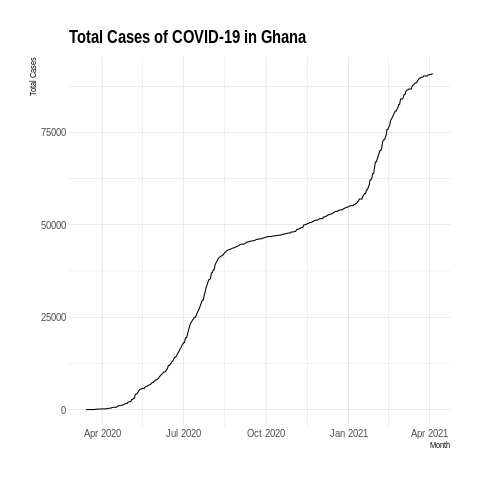 Total Cases of COVID-19 in Ghana
Total Cases
75000
50000
25000
0
Apr 2020 Jul 2020 Oct 2020 Jan 2021 Apr 2021
Month